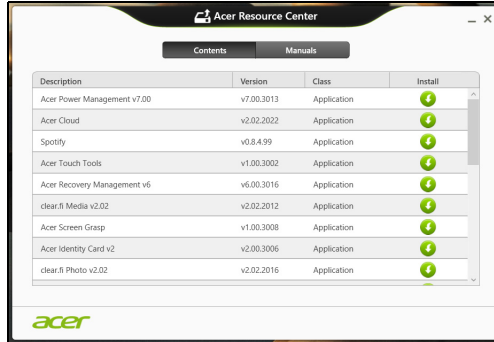 Acer Resource Center
Contents Manuals
Description Version Class Install
Acer Power Management v7.00 v7.00.3013 Application
Acer Cloud v2.02.2022 Application
Spotify v0.8.4.99 Application
Acer Touch Tools v1.00.3002 Application
Acer Recovery Management v6 v6.00.3016 Application
clear.fi Media v2.02 v2.02.2012 Application
Acer Screen Grasp v1.00.3008 Application
Acer Identity Card v2 v2.00.3006 Application
clear.fi Photo v2.02 v2.02.2016 Application
acer